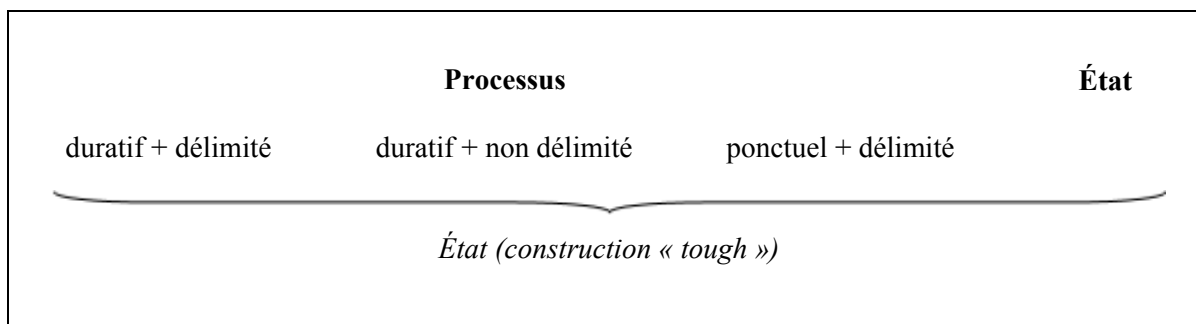 Processus État
duratif + délimité duratif + non délimité ponctuel + délimité
État (construction « tough »)